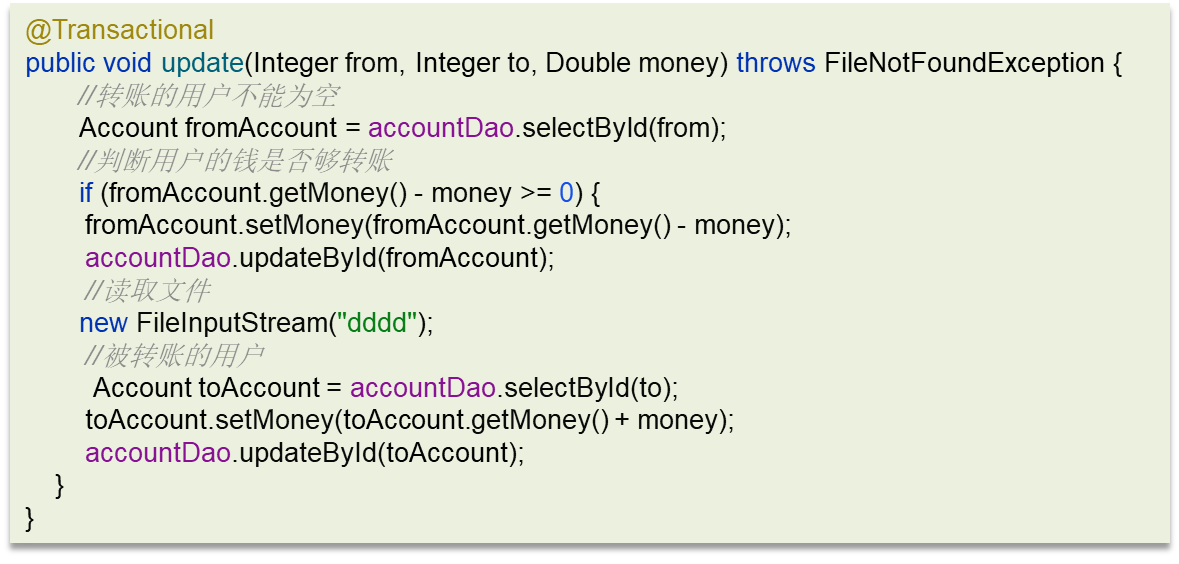 @Transactional
public void update(Integer from, Integer to, Double money) throws FileNotFoundException {
//转账的用户不能为空
Account fromAccount = accountDao.selectById(from);
//判断用户的钱是否够转账
if (fromAccount.getMoney() - money >= 0) {
fromAccount.setMoney(fromAccount.getMoney() - money);
accountDao.updateById(fromAccount);
//读取文件
new FileInputStream("dddd");
//被转账的用户
Account toAccount = accountDao.selectById(to);
toAccount.setMoney(toAccount.getMoney() + money);
accountDao.updateById(toAccount);
}
}